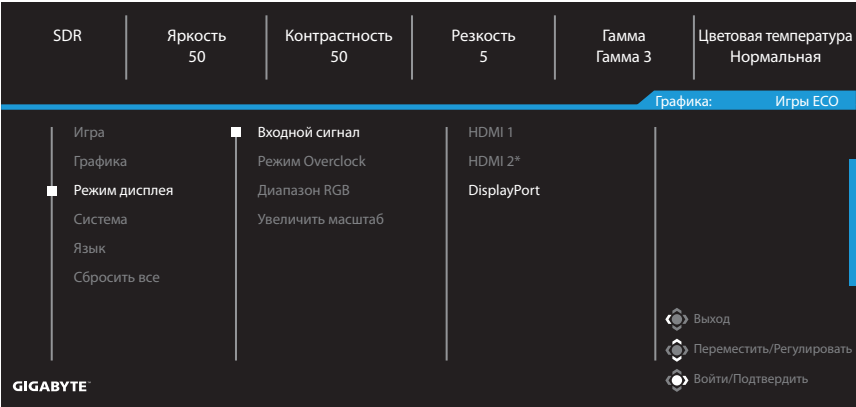 SDR
Яркость
50
Контрастность
50
Резкость
5
Гамма
Гамма 3
Цветовая температура
Нормальная
Графика: Игры ECO
Игра
Графика
Режим дисплея
Система
Язык
Сбросить все
Входной сигнал
Режим Overclock
Диапазон RGB
Увеличить масштаб
HDMI 1
HDMI 2*
DisplayPort
Выход
Переместить/Регулировать
Войти/Подтвердить
GIGABYTE™